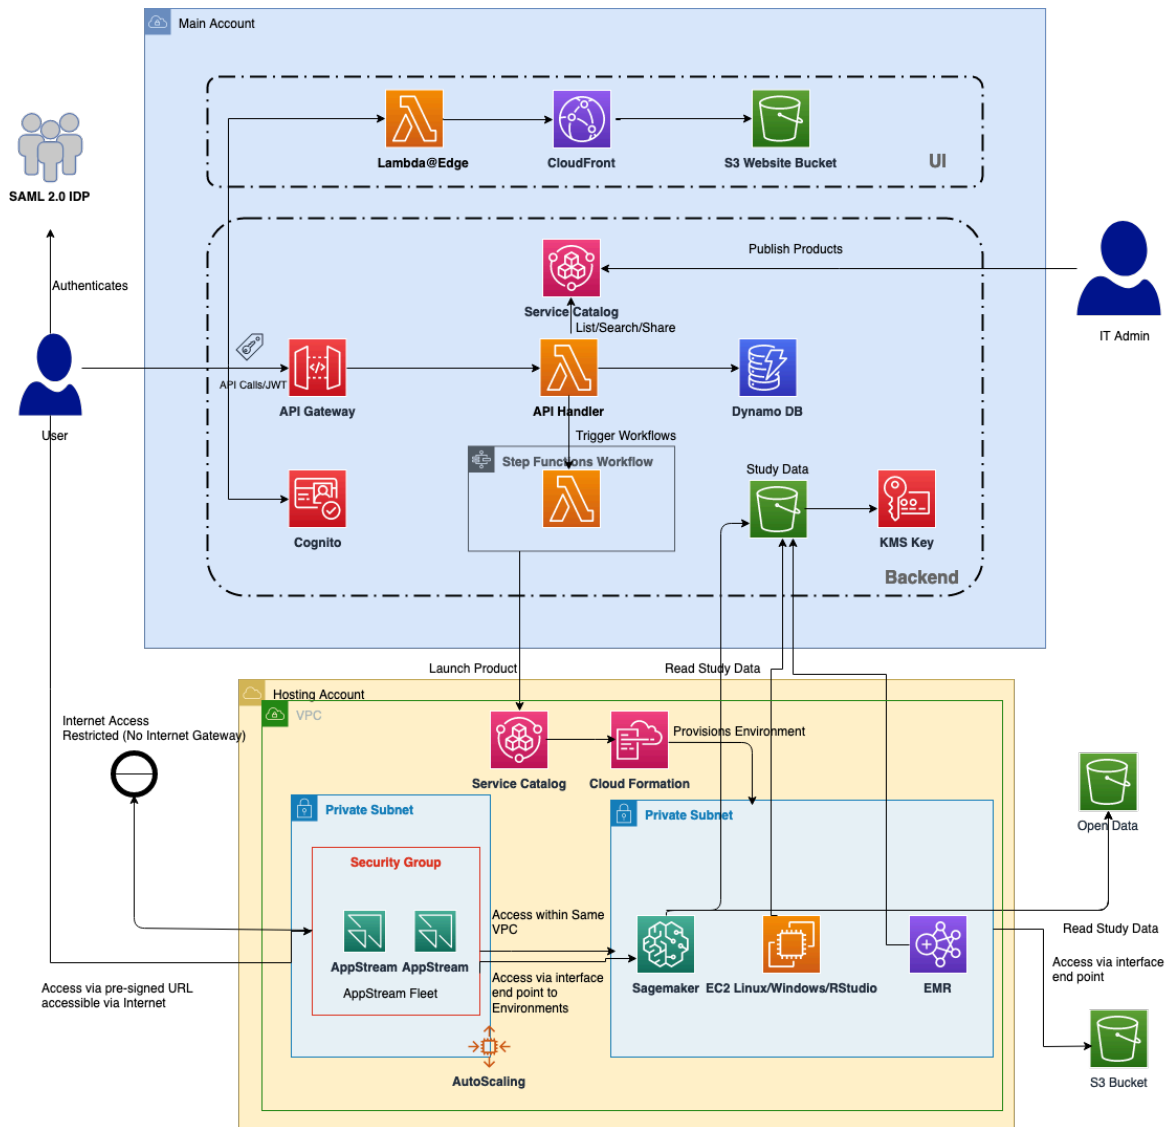 Main Account
Lambda@Edge
CloudFront
S3 Website Bucket
UI
SAML 2.0 IDP
Authenticates
User
Publish Products
IT Admin
Service Catalog
List/Search/Share
API Calls/JWT
API Gateway
API Handler
Dynamo DB
Trigger Workflows
Step Functions Workflow
Study Data
Cognito
KMS Key
Backend
Launch Product
Read Study Data
Hosting Account
VPC
Internet Access
Restricted (No Internet Gateway)
Provisions Environment
Service Catalog
Cloud Formation
Private Subnet
Private Subnet
Open Data
Security Group
Access within Same
VPC
AppStream
AppStream
AppStream Fleet
Access via interface
end point to
Environments
Sagemaker
EC2 Linux/Windows/RStudio
EMR
Read Study Data
Access via interface
end point
Access via pre-signed URL
accessible via Internet
AutoScaling
S3 Bucket